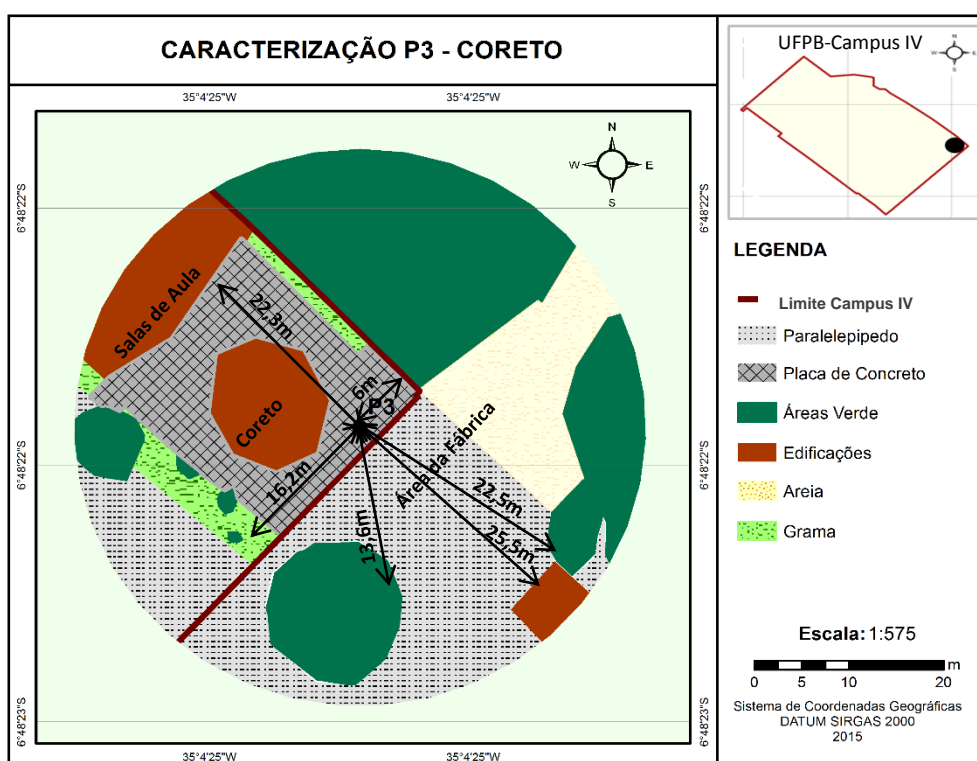 CARACTERIZAÇÃO P3 - CORETO
35°4'25"W
35°4'25"W
N
W
E
S
6°48'22"S
6°48'22"S
6°48'22"S
6°48'22"S
6°48'23"S
6°48'23"S
Salas de Aula
22,3m
6m
P3
Coreto
16,2m
Área da Fabrica
13,6m
22,5m
25,5m
35°4'25"W
35°4'25"W
UFPB-Campus IV
N
W
E
S
LEGENDA
Limite Campus IV
Paralelepipedo
Placa de Concreto
Áreas Verde
Edificações
Areia
Grama
Escala: 1:575
m
0 5 10 20
Sistema de Coordenadas Geográficas
DATUM SIRGAS 2000
2015